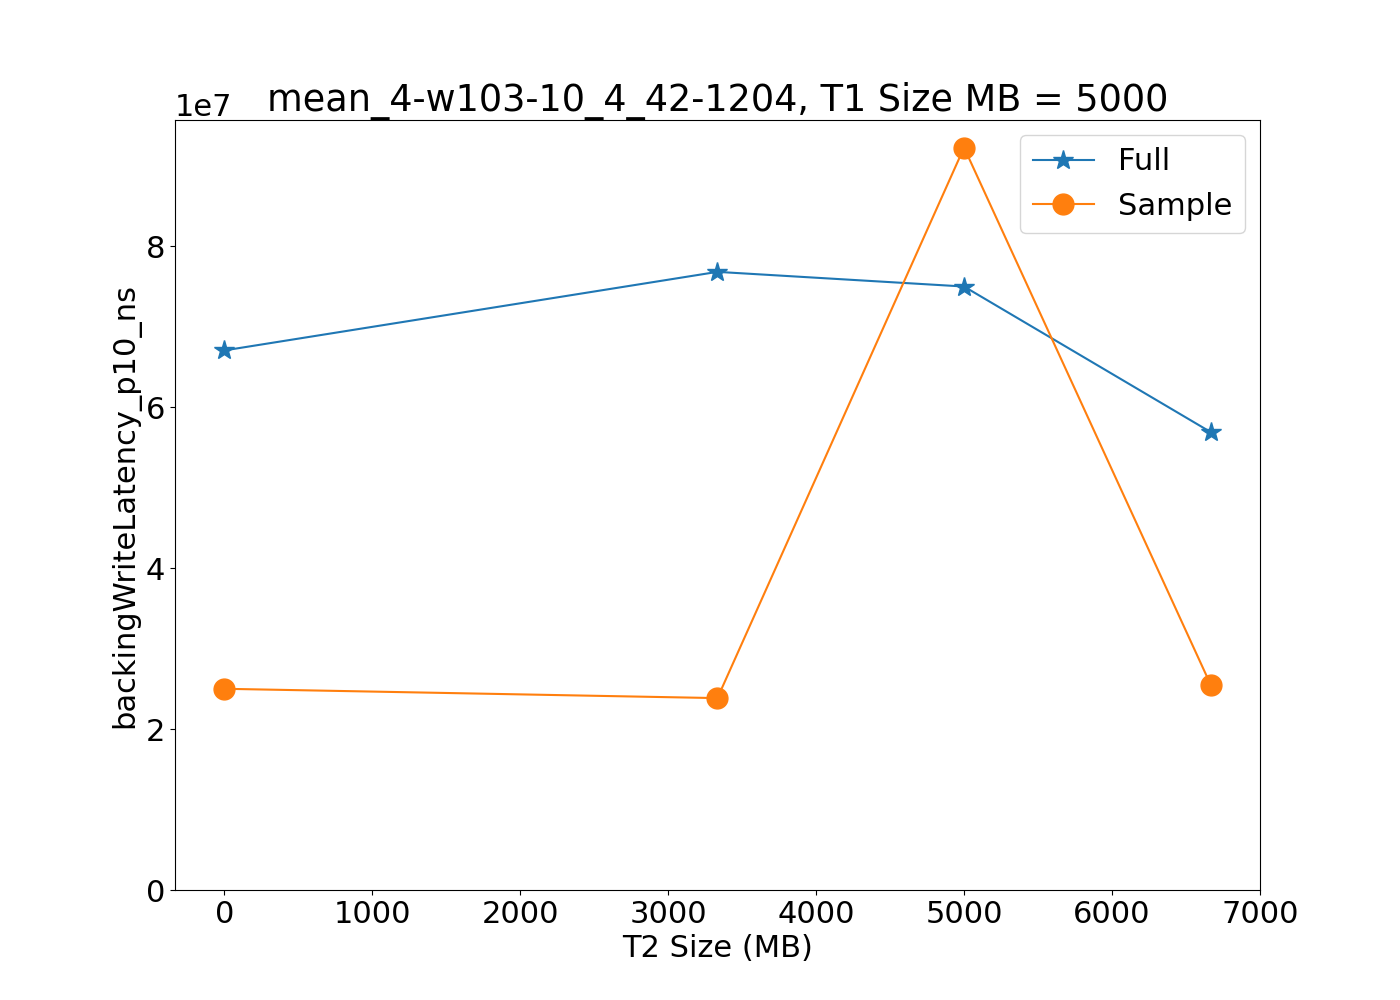 1e7
mean_4-w103-10_4_42-1204, T1 Size MB = 5000
Full
Sample
backingWriteLatency_p10_ns
8
6
4
2
0
0 1000 2000 3000 4000 5000 6000 7000
T2 Size (MB)